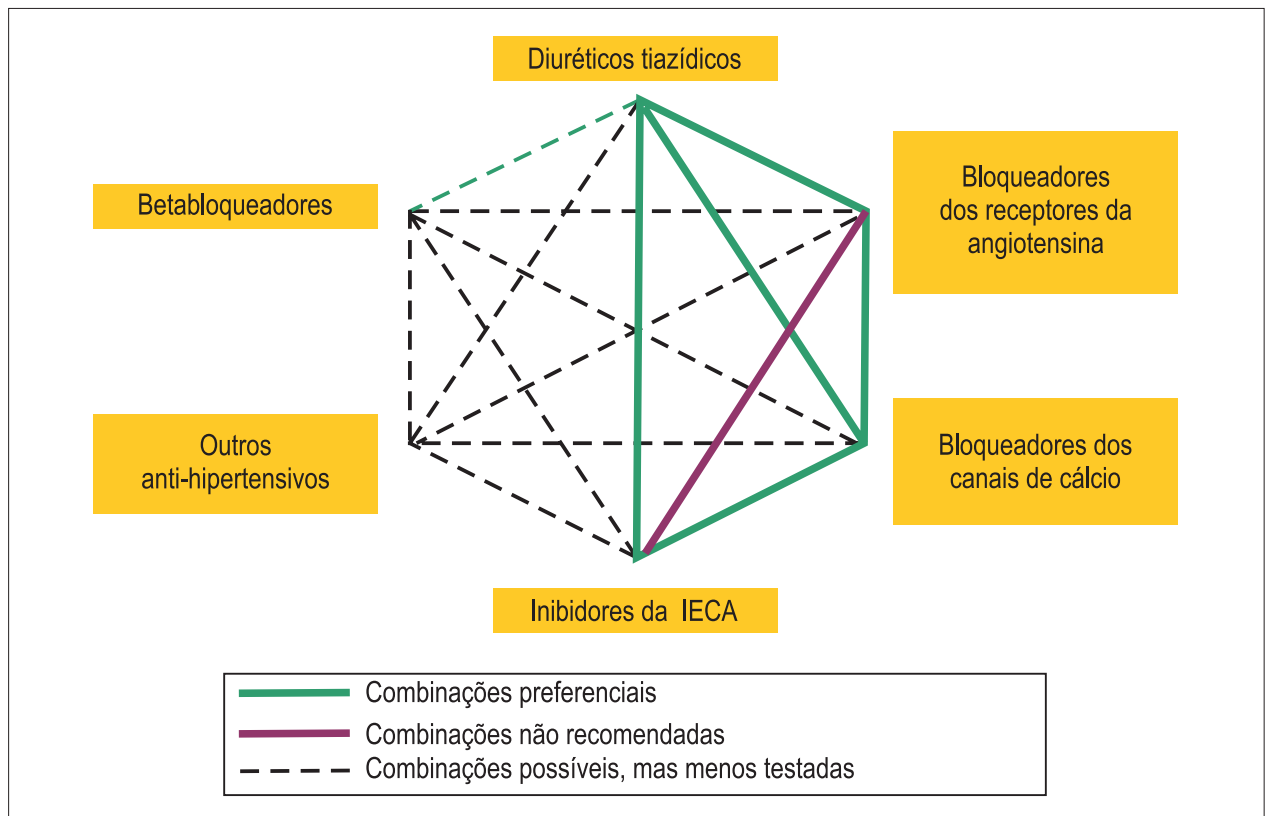 Diuréticos tiazídicos
Betabloqueadores
Bloqueadores
dos receptores da
angiotensina
Outros
anti-hipertensivos
Bloqueadores dos
canais de cálcio
Inibidores da IECA
Combinações preferenciais
Combinações não recomendadas
Combinações possíveis, mas menos testadas